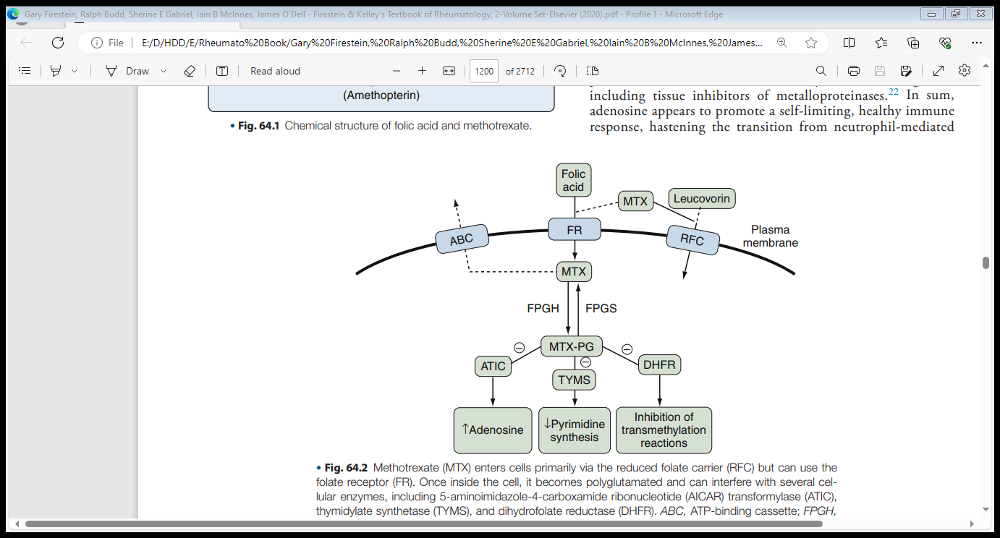 Gary Firestein, Ralph Budd, Sherine E Gabriel, Iain B McInnes, James O'Dell - Firestein & Kelley's Textbook of Rheumatology, 2-Volume Set-Elsevier (2020).pdf - Profile 1 - Microsoft Edge
File E:/D/HDD/E/Rheumato%20Book/Gary%20Firestein,%20Ralph%20Budd,%20Sherine%20E%20Gabriel,%20Iain%20B%20McInnes,%20James...
Draw Read aloud 1200 of 2712
(Amethopterin)
• Fig. 64.1 Chemical structure of folic acid and methotrexate.
including tissue inhibitors of metalloproteinases.22 In sum,
adenosine appears to promote a self-limiting, healthy immune
response, hastening the transition from neutrophil-mediated
Folic
acid
MTX
Leucovorin
ABC
FR
RFC
Plasma
membrane
MTX
FPGH
FPGS
MTX-PG
ATIC
TYMS
DHFR
↑Adenosine
↓Pyrimidine
synthesis
Inhibition of
transmethylation
reactions
• Fig. 64.2 Methotrexate (MTX) enters cells primarily via the reduced folate carrier (RFC) but can use the
folate receptor (FR). Once inside the cell, it becomes polyglutamated and can interfere with several cel-
lular enzymes, including 5-aminoimidazole-4-carboxamide ribonucleotide (AICAR) transformylase (ATIC),
thymidylate synthetase (TYMS), and dihydrofolate reductase (DHFR). ABC, ATP-binding cassette; FPGH,